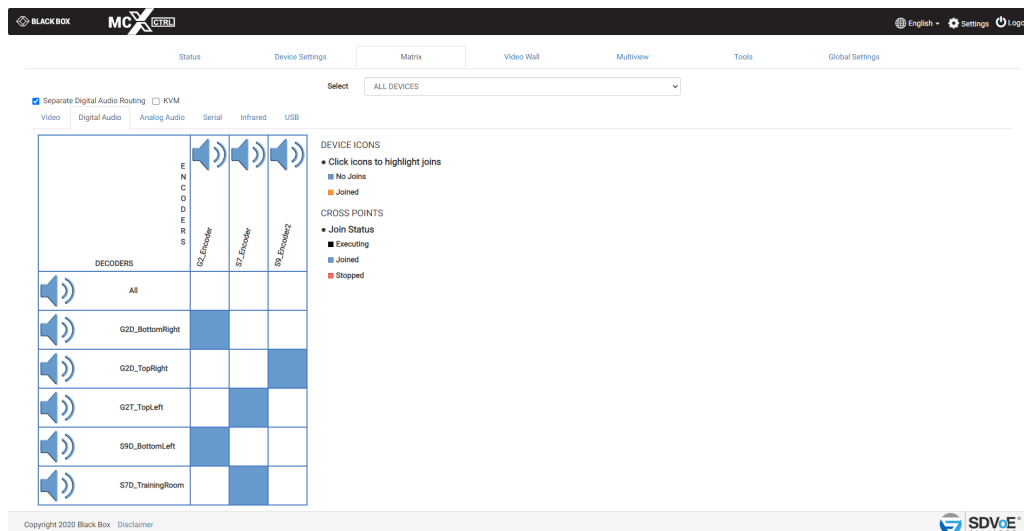 BLACK BOX MCX CTRL English Settings Logo
Status Device Settings Matrix Video Wall Multiview Tools Global Settings
Select ALL DEVICES
Separate Digital Audio Routing KVM
Video Digital Audio Analog Audio Serial Infrared USB
ENCODERS
G2_Encoder S7_Encoder S9_Encoder2
DECODERS
All
G2D_BottomRight
G2D_TopRight
G2T_TopLeft
S9D_BottomLeft
S7D_TrainingRoom
DEVICE ICONS
• Click icons to highlight joins
No Joins
Joined
CROSS POINTS
• Join Status
Executing
Joined
Stopped
Copyright 2020 Black Box Disclaimer
SDVoE